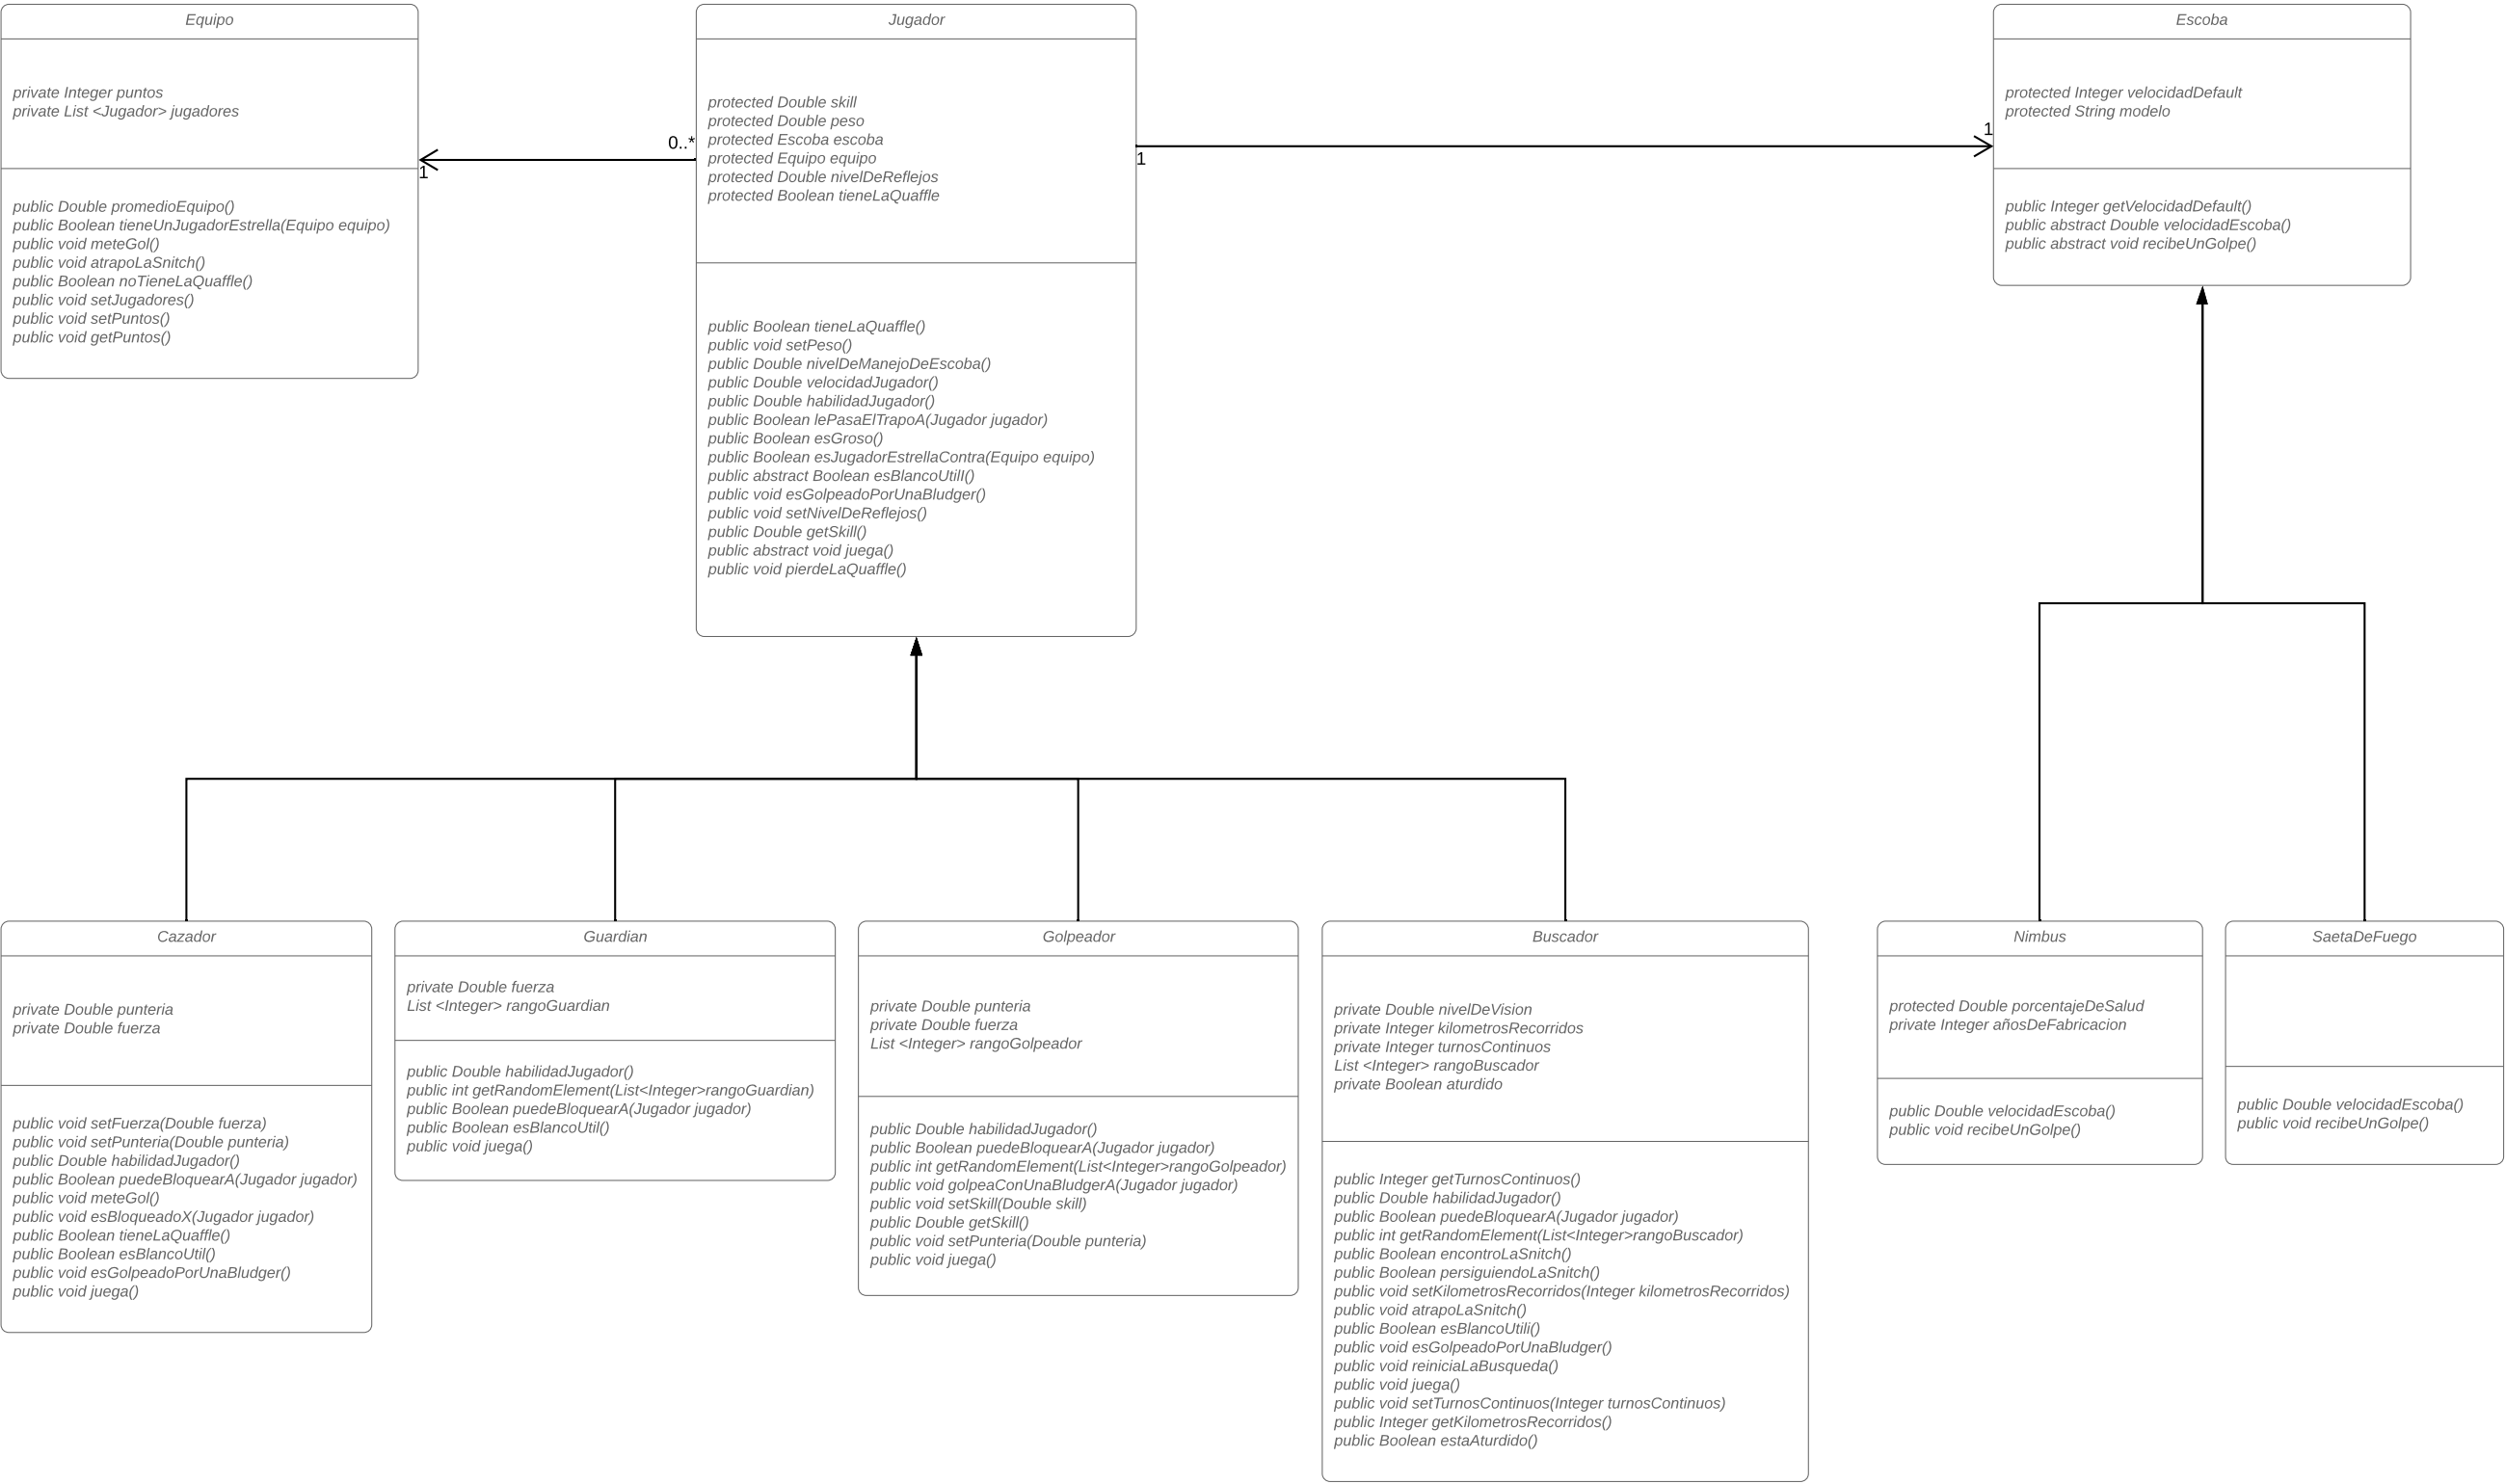 Equipo
private Integer puntos
private List <Jugador> jugadores
public Double promedioEquipo()
public Boolean tieneUnJugadorEstrella(Equipo equipo)
public void meteGol()
public void atrapoLaSnitch()
public Boolean noTieneLaQuaffle()
public void setJugadores()
public void setPuntos()
public void getPuntos()
1
0..*
Jugador
protected Double skill
protected Double peso
protected Escoba escoba
protected Equipo equipo
protected Double nivelDeReflejos
protected Boolean tieneLaQuaffle
public Boolean tieneLaQuaffle()
public void setPeso()
public Double nivelDeManejoDeEscoba()
public Double velocidadJugador()
public Double habilidadJugador()
public Boolean lePasaElTrapoA(Jugador jugador)
public Boolean esGroso()
public Boolean esJugadorEstrellaContra(Equipo equipo)
public abstract Boolean esBlancoUtilI()
public void esGolpeadoPorUnaBludger()
public void setNivelDeReflejos()
public Double getSkill()
public abstract void juega()
public void pierdeLaQuaffle()
1
1
Escoba
protected Integer velocidadDefault
protected String modelo
public Integer getVelocidadDefault()
public abstract Double velocidadEscoba()
public abstract void recibeUnGolpe()
Cazador
private Double punteria
private Double fuerza
public void setFuerza(Double fuerza)
public void setPunteria(Double punteria)
public Double habilidadJugador()
public Boolean puedeBloquearA(Jugador jugador)
public void meteGol()
public void esBloqueadoX(Jugador jugador)
public Boolean tieneLaQuaffle()
public Boolean esBlancoUtil()
public void esGolpeadoPorUnaBludger()
public void juega()
Guardian
private Double fuerza
List <Integer> rangoGuardian
public Double habilidadJugador()
public int getRandomElement(List<Integer>rangoGuardian)
public Boolean puedeBloquearA(Jugador jugador)
public Boolean esBlancoUtil()
public void juega()
Golpeador
private Double punteria
private Double fuerza
List <Integer> rangoGolpeador
public Double habilidadJugador()
public Boolean puedeBloquearA(Jugador jugador)
public int getRandomElement(List<Integer>rangoGolpeador)
public void golpeaConUnaBludgerA(Jugador jugador)
public void setSkill(Double skill)
public Double getSkill()
public void setPunteria(Double punteria)
public void juega()
Buscador
private Double nivelDeVision
private Integer kilometrosRecorridos
private Integer turnosContinuos
List <Integer> rangoBuscador
private Boolean aturdido
public Integer getTurnosContinuos()
public Double habilidadJugador()
public Boolean puedeBloquearA(Jugador jugador)
public int getRandomElement(List<Integer>rangoBuscador)
public Boolean encontroLaSnitch()
public Boolean persiguiendoLaSnitch()
public void setKilometrosRecorridos(Integer kilometrosRecorridos)
public void atrapoLaSnitch()
public Boolean esBlancoUtili()
public void esGolpeadoPorUnaBludger()
public void reiniciaLaBusqueda()
public void juega()
public void setTurnosContinuos(Integer turnosContinuos)
public Integer getKilometrosRecorridos()
public Boolean estaAturdido()
Nimbus
protected Double porcentajeDeSalud
private Integer añosDeFabricacion
public Double velocidadEscoba()
public void recibeUnGolpe()
SaetaDeFuego
public Double velocidadEscoba()
public void recibeUnGolpe()